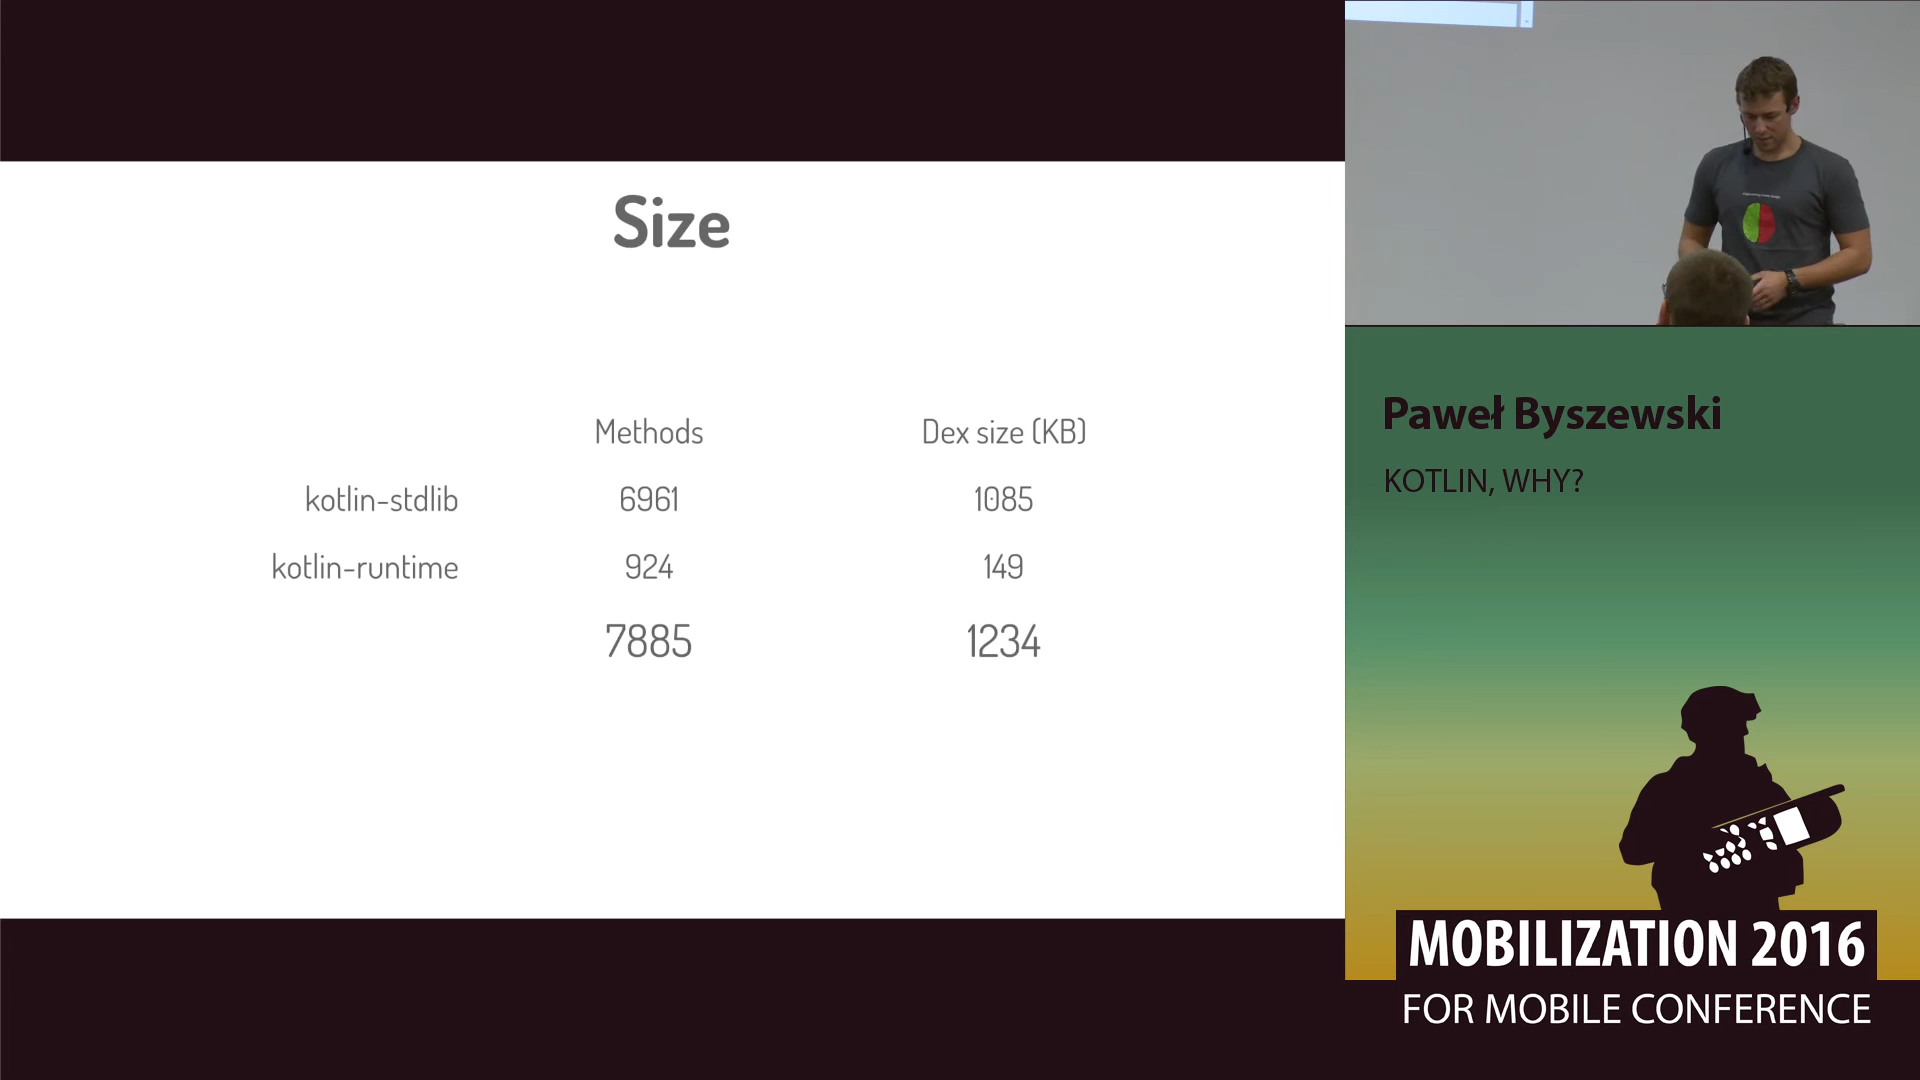 Size
Methods Dex size (KB)
kotlin-stdlib 6961 1085
kotlin-runtime 924 149
7885 1234
Paweł Byszewski
KOTLIN, WHY?
MOBILIZATION 2016
FOR MOBILE CONFERENCE